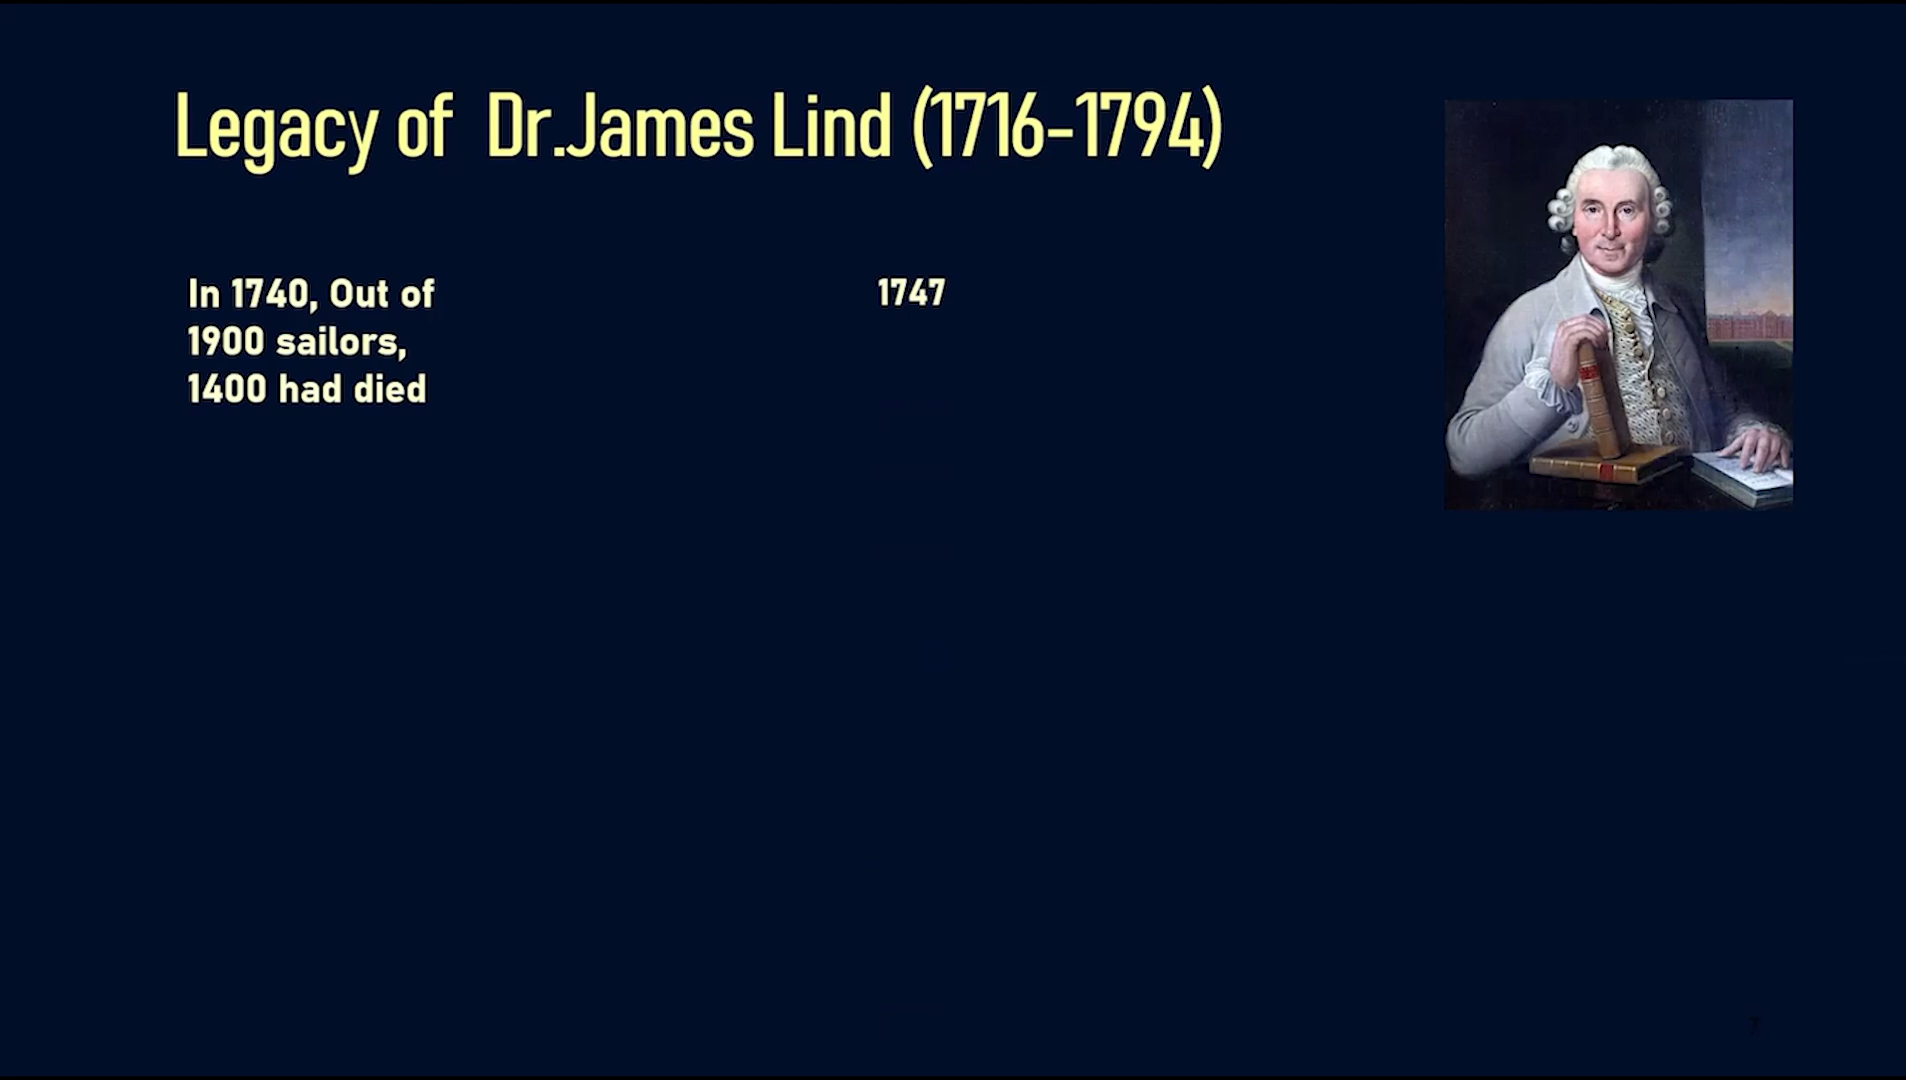 Legacy of Dr.James Lind (1716-1794)
In 1740, Out of
1900 sailors,
1400 had died
1747